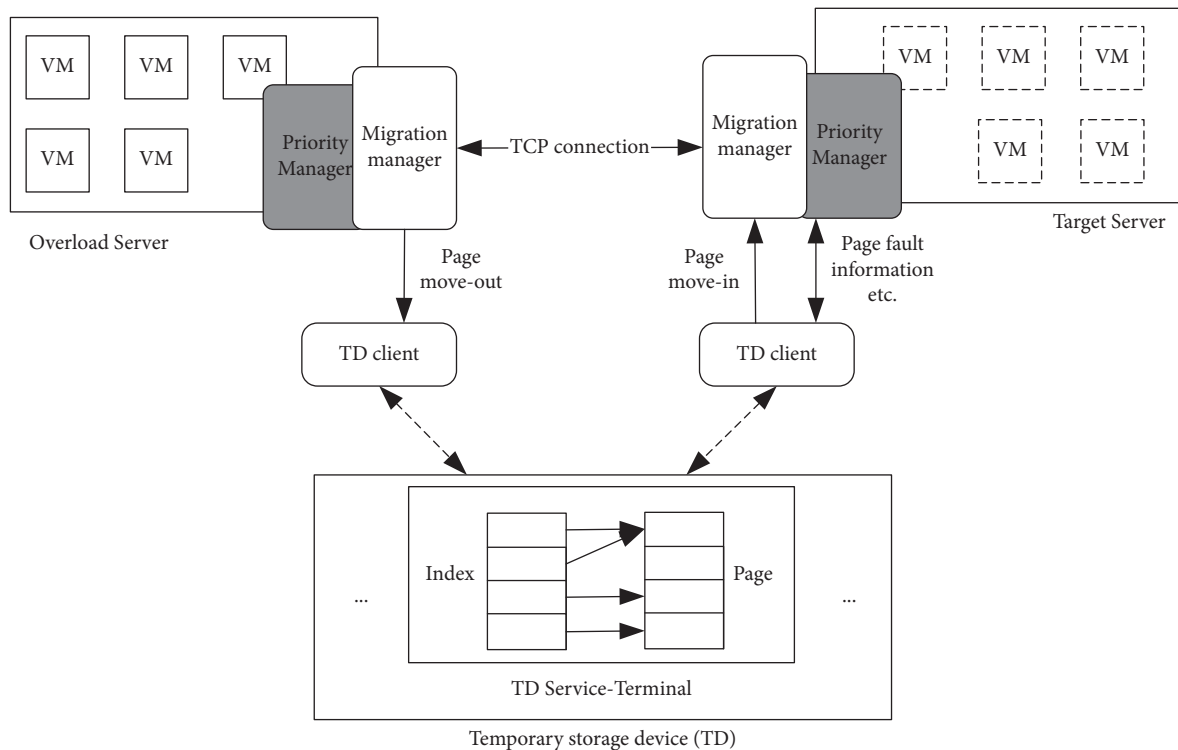 VM
VM
VM
VM
VM
Priority
Manager
Migration
manager
Overload Server
TCP connection
Migration
manager
Priority
Manager
VM
VM
VM
VM
VM
Target Server
Page
move-out
Page
move-in
Page fault
information
etc.
TD client
TD client
...
Index
Page
...
TD Service-Terminal
Temporary storage device (TD)